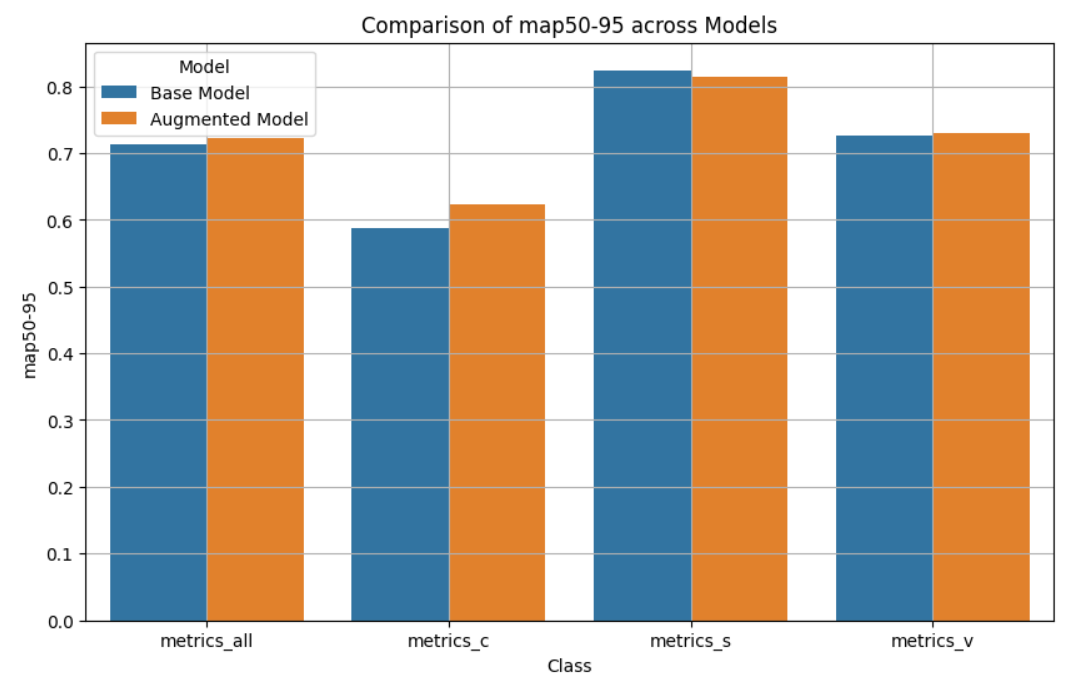 Comparison of map50-95 across Models
Model
Base Model
Augmented Model
map50-95
0.8
0.7
0.6
0.5
0.4
0.3
0.2
0.1
0.0
metrics_all metrics_c metrics_s metrics_v
Class